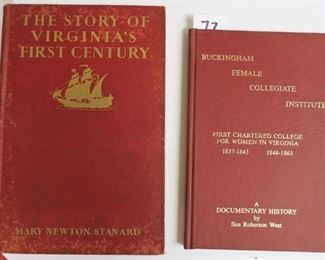 THE STORY OF
VIRGINIA'S
FIRST CENTURY
MARY NEWTON STANARD
77
BUCKINGHAM
FEMALE
COLLEGIATE
INSTITUTE
FIRST CHARTERED COLLEGE
FOR WOMEN IN VIRGINIA
1837-1843 1848-1863
A
DOCUMENTARY HISTORY
by
Sue Roberson West